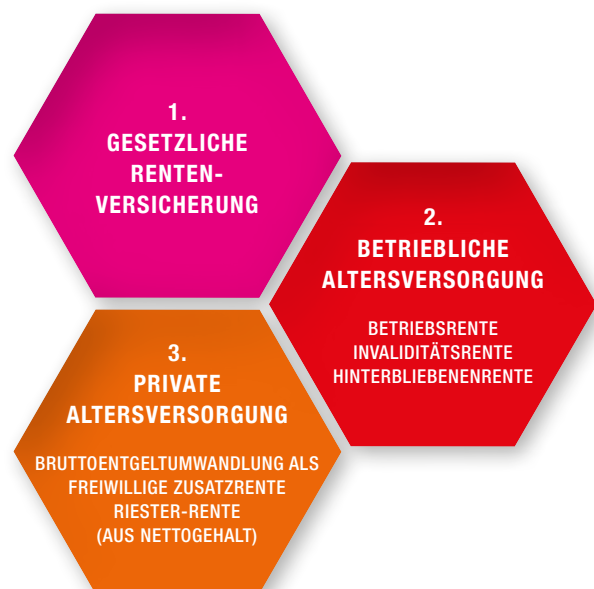 1.
GESETZLICHE
RENTEN-
VERSICHERUNG
2.
BETRIEBLICHE
ALTERSVERSORGUNG
BETRIEBSRENTE
INVALIDITÄTSRENTE
HINTERBLIEBENENRENTE
3.
PRIVATE
ALTERSVERSORGUNG
BRUTTOENTGELTUMWANDLUNG ALS
FREIWILLIGE ZUSATZRENTE
RIESTER-RENTE
(AUS NETTOGEHALT)